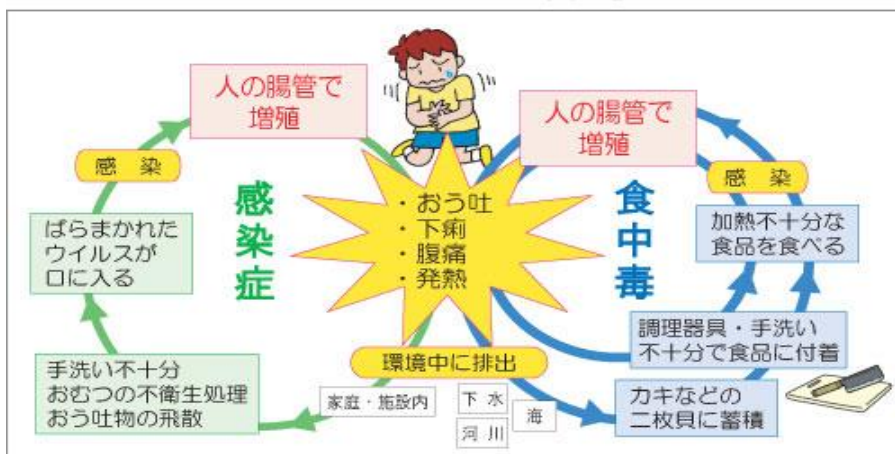 人の腸管で
増殖
感　染
感染症
ばらまかれた
ウイルスが
口に入る
手洗い不十分
おむつの不衛生処理
おう吐物の飛散
・おう吐
・下痢
・腹痛
・発熱
環境中に排出
家庭・施設内
下 水
河 川
海
人の腸管で
増殖
感　染
食中毒
加熱不十分な
食品を食べる
調理器具・手洗い
不十分で食品に付着
カキなどの
二枚貝に蓄積